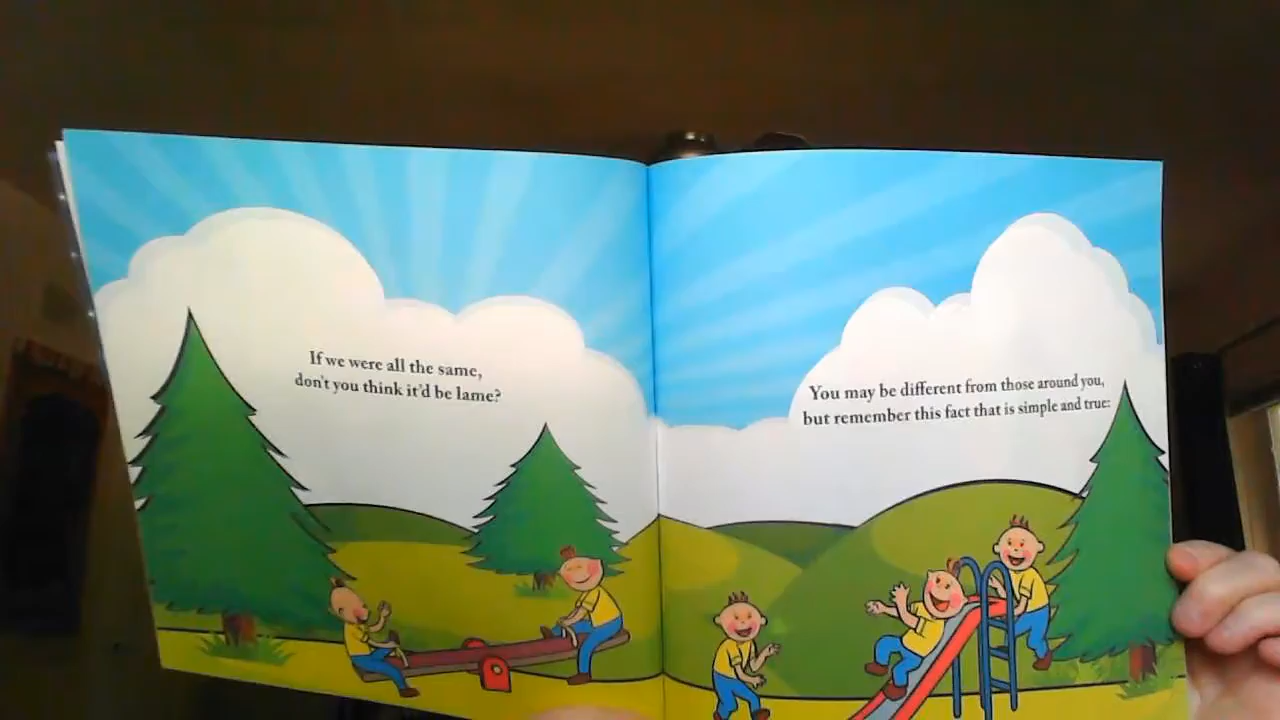 If we were all the same,
don't you think it'd be lame?
You may be different from those around you,
but remember this fact that is simple and true: